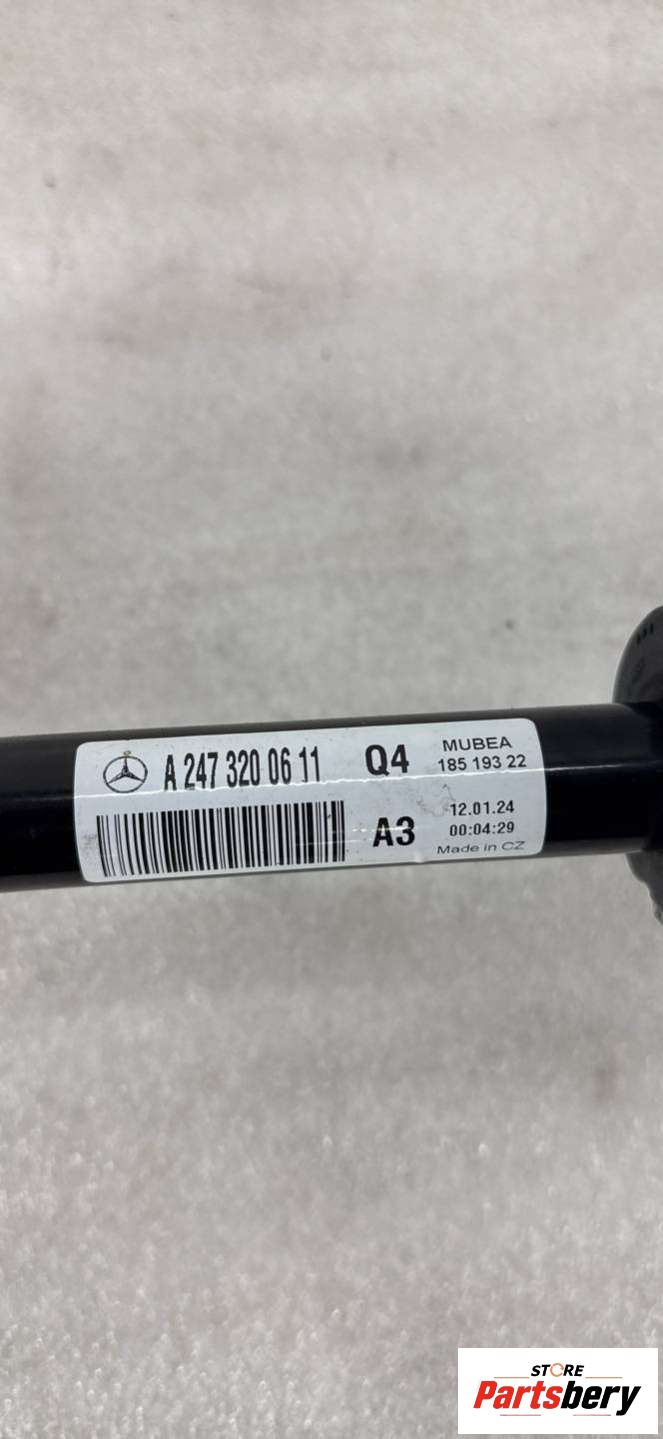 A 247 320 06 11 Q4 MUBEA
185 193 22
A3 12.01.24
00:04:29
Made in CZ
STORE
Partsbery